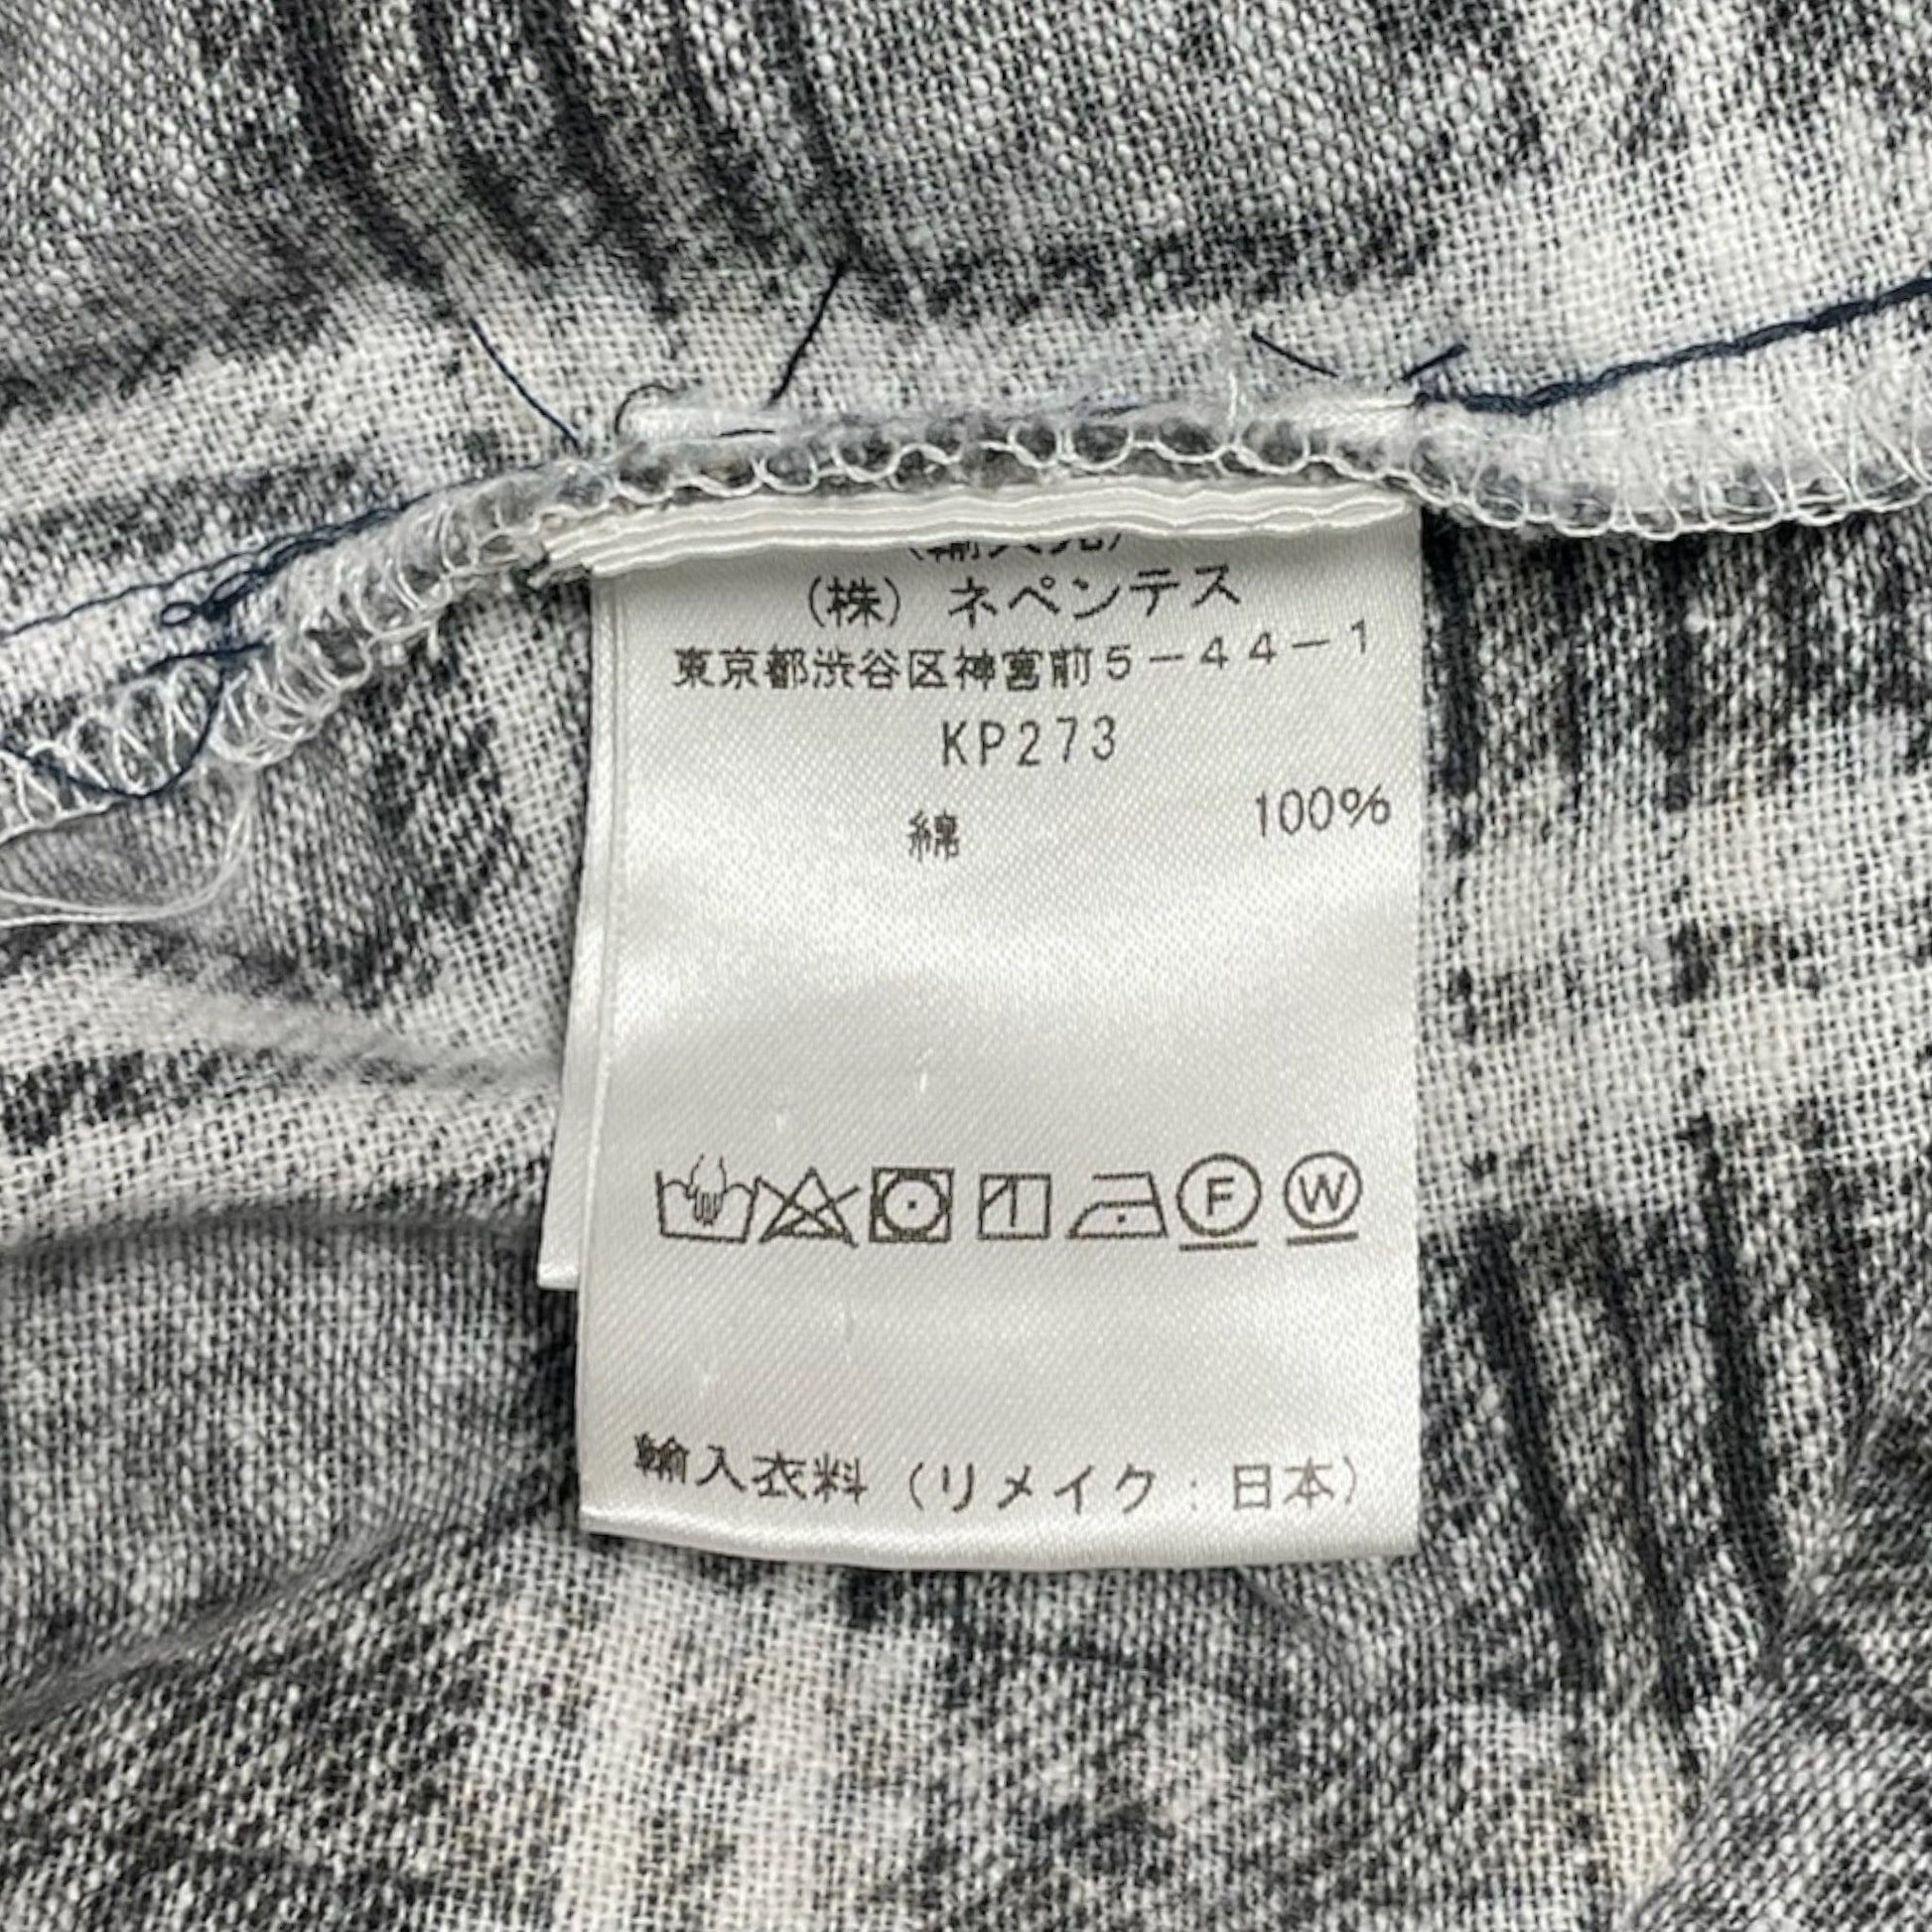 (株) ネペンテス
東京都渋谷区神宮前5-44-1
KP273
綿 100%
F W
輸入衣料 (リメイク:日本)